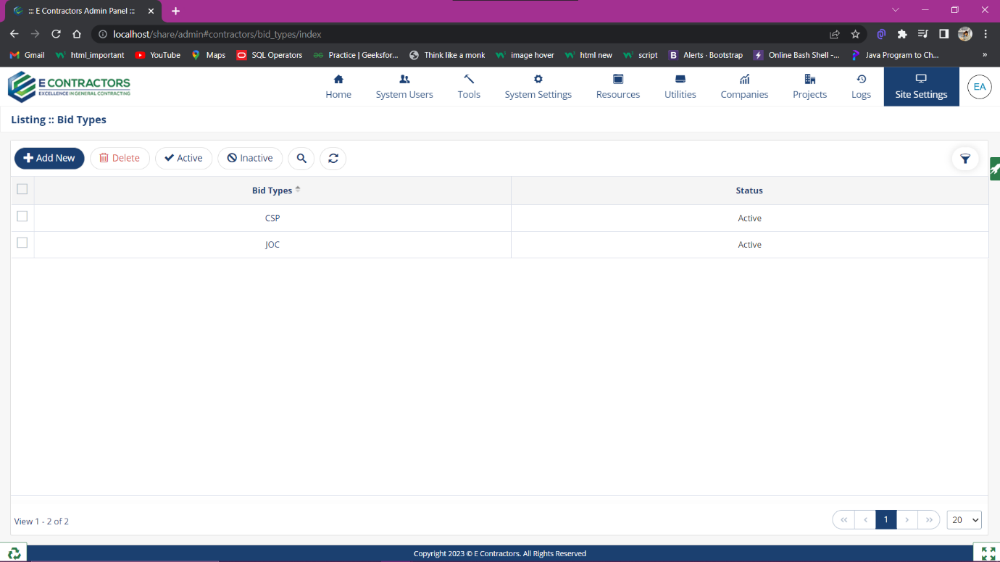 ::: E Contractors Admin Panel :::
localhost/share/admin#contractors/bid_types/index
Gmail html_important YouTube Maps SQL Operators Practice | Geeksfor... Think like a monk image hover html new script Alerts · Bootstrap Online Bash Shell -... Java Program to Ch... »
E CONTRACTORS
EXCELLENCE IN GENERAL CONTRACTING
Home System Users Tools System Settings Resources Utilities Companies Projects Logs Site Settings EA
Listing :: Bid Types
Add New Delete Active Inactive
Bid Types Status
CSP Active
JOC Active
View 1 - 2 of 2
1 20
Copyright 2023 © E Contractors. All Rights Reserved